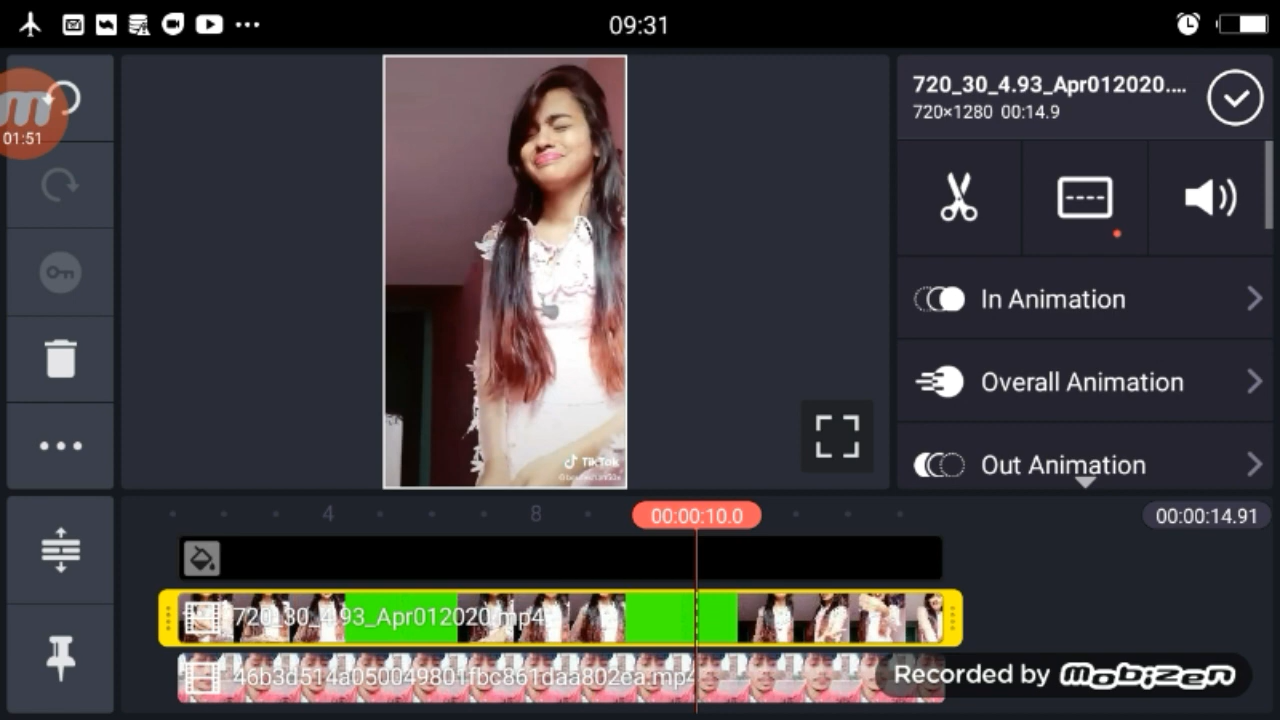 09:31
01:51
720_30_4.93_Apr012020....
720×1280 00:14.9
In Animation
Overall Animation
Out Animation
TikTok
4
8
00:00:10.0
00:00:14.91
720_30_4.93_Apr012020.mp4
46b3d514a050049801fbc861daa802ea.mp4
Recorded by mobizen